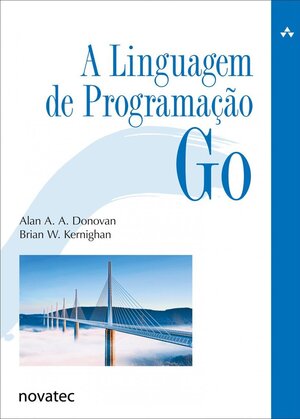 A Linguagem
de Programação
Go
Alan A. A. Donovan
Brian W. Kernighan
novatec